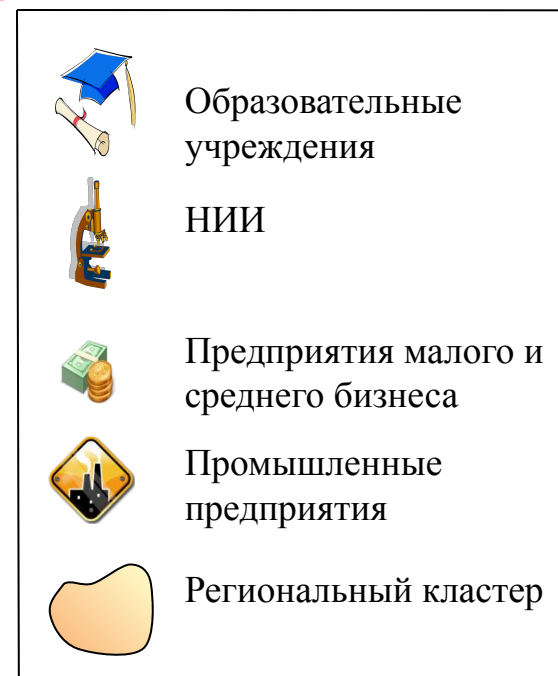 Образовательные
учреждения
НИИ
Предприятия малого и
среднего бизнеса
Промышленные
предприятия
Региональный кластер